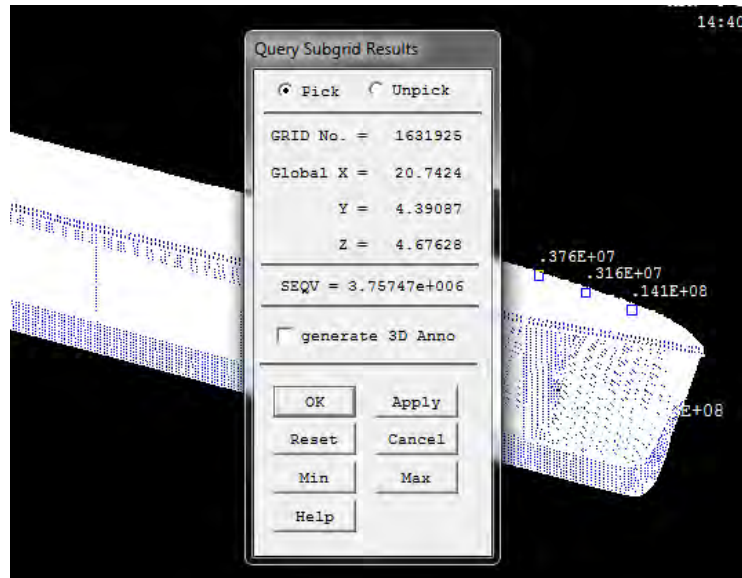 14:40
Query Subgrid Results
Pick Unpick
GRID No. = 1631925
Global X = 20.7424
Y = 4.39087
Z = 4.67628
SEQV = 3.75747e+006
generate 3D Anno
OK Apply
Reset Cancel
Min Max
Help
.376E+07
.316E+07
.141E+08
E+08